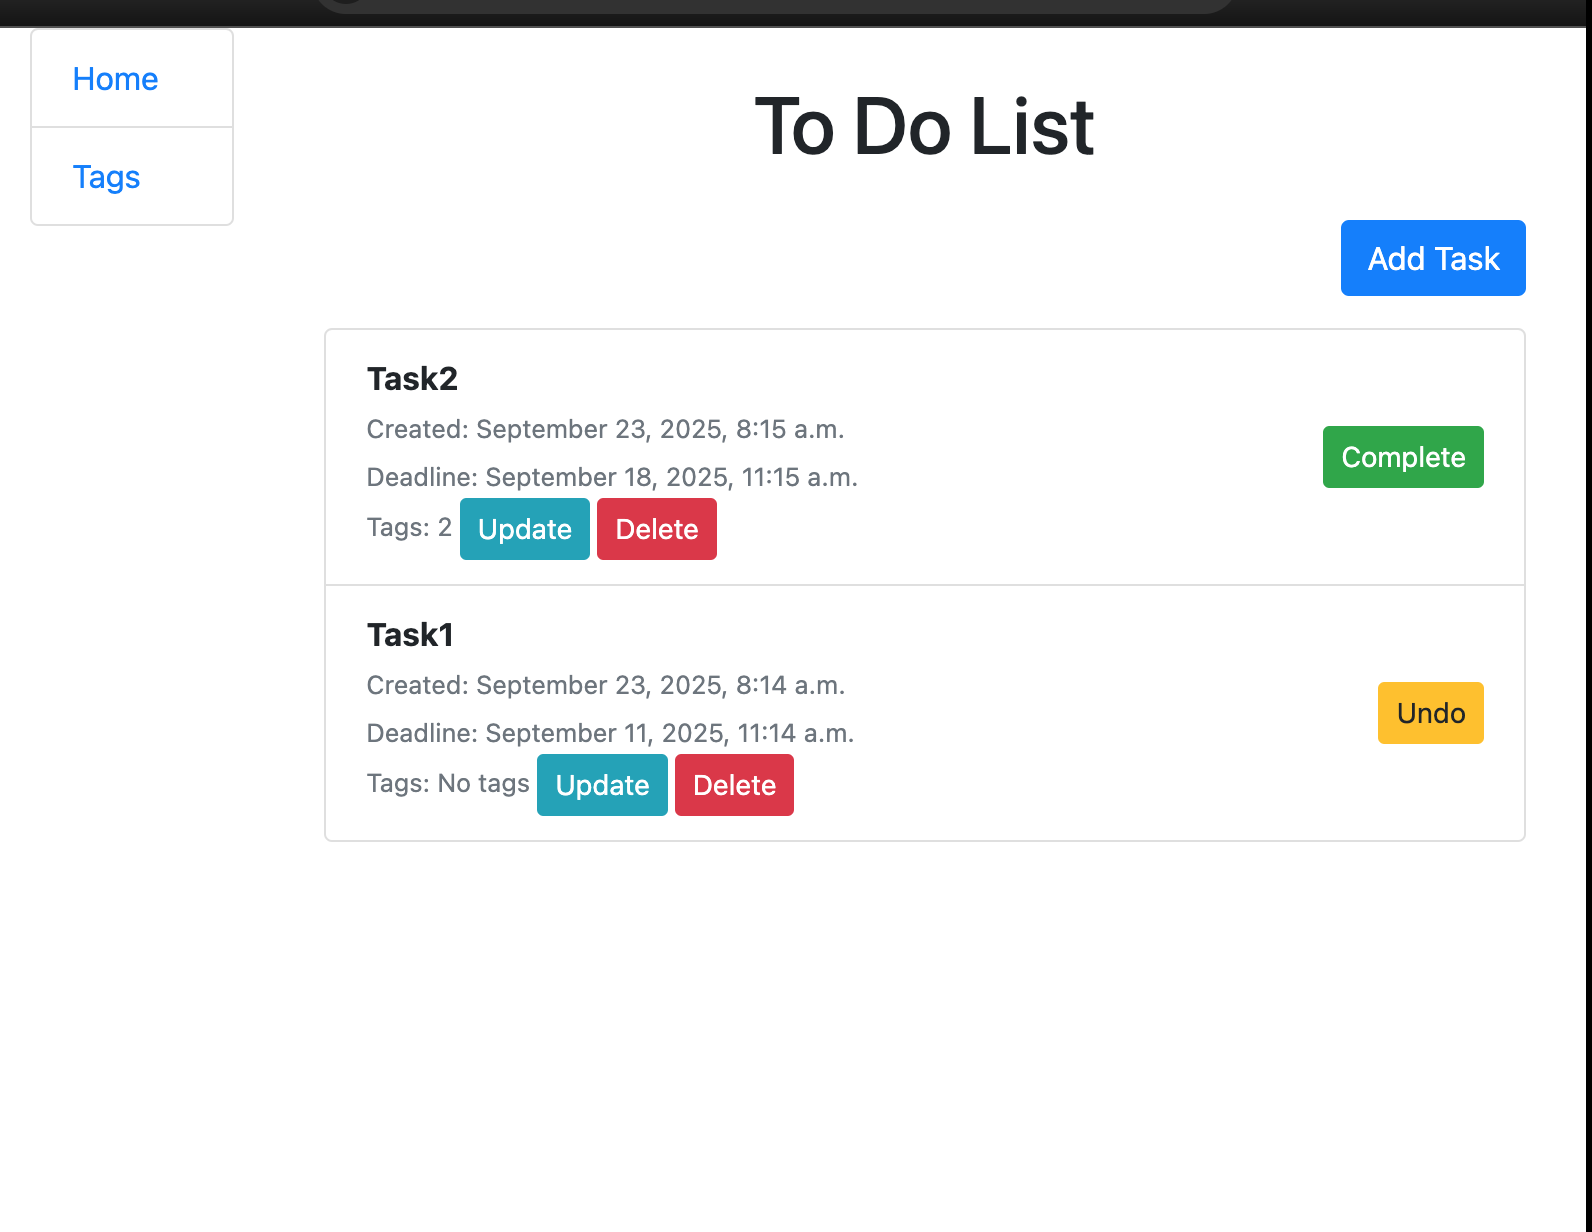 Home
Tags
To Do List
Add Task
Task2
Created: September 23, 2025, 8:15 a.m.
Deadline: September 18, 2025, 11:15 a.m.
Tags: 2 Update Delete
Complete
Task1
Created: September 23, 2025, 8:14 a.m.
Deadline: September 11, 2025, 11:14 a.m.
Tags: No tags Update Delete
Undo